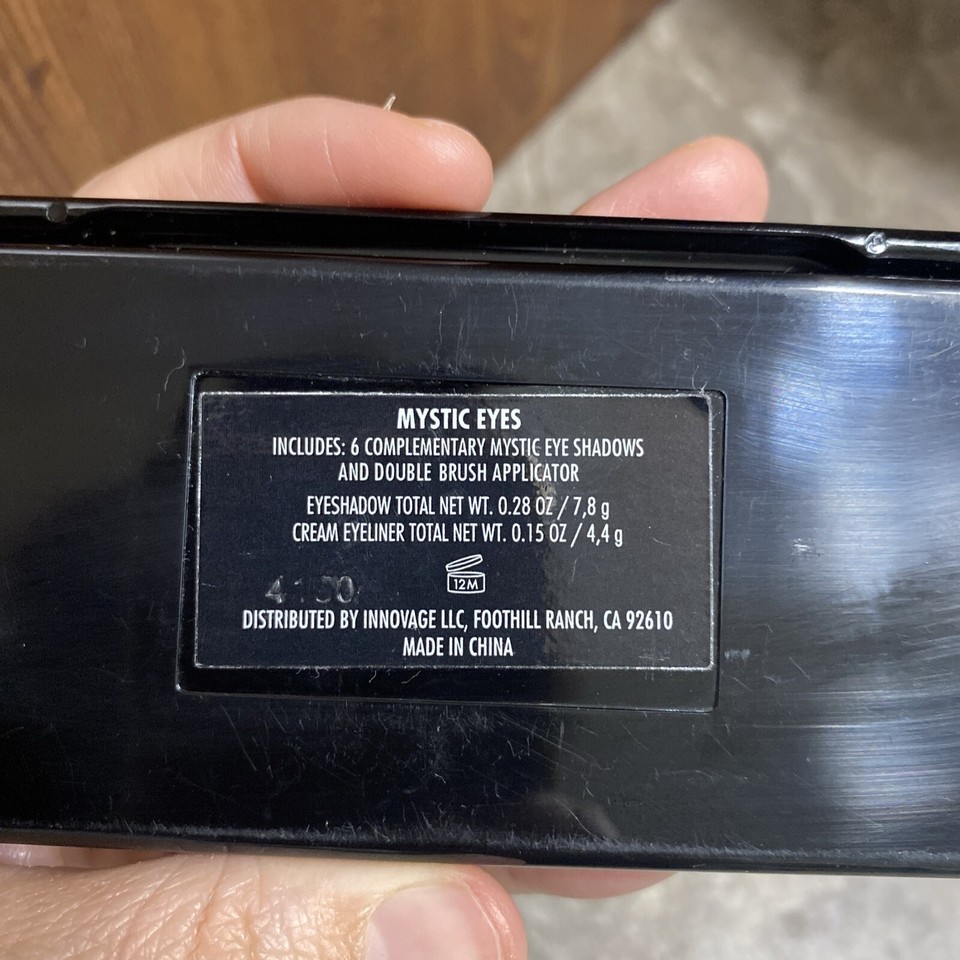 MYSTIC EYES
INCLUDES: 6 COMPLEMENTARY MYSTIC EYE SHADOWS
AND DOUBLE BRUSH APPLICATOR
EYESHADOW TOTAL NET WT. 0.28 OZ / 7,8 g
CREAM EYELINER TOTAL NET WT. 0.15 OZ / 4,4 g
12M
DISTRIBUTED BY INNOVAGE LLC, FOOTHILL RANCH, CA 92610
MADE IN CHINA